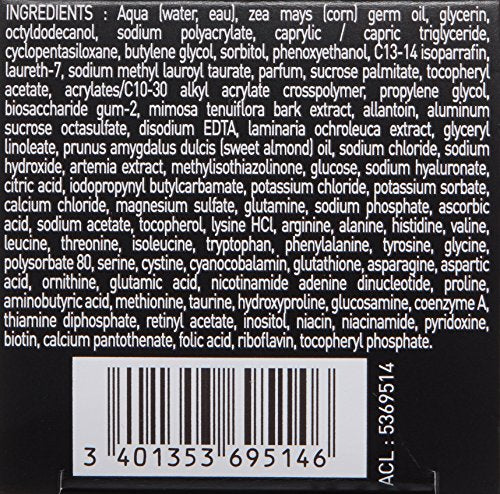 INGREDIENTS : Aqua (water, eau), zea mays (corn) germ oil, glycerin,
octyldodecanol, sodium polyacrylate, caprylic / capric triglyceride,
cyclopentasiloxane, butylene glycol, sorbitol, phenoxyethanol, C13-14 isoparrafin,
laureth-7, sodium methyl lauroyl taurate, parfum, sucrose palmitate, tocopheryl
acetate, acrylates/C10-30 alkyl acrylate crosspolymer, propylene glycol,
biosaccharide gum-2, mimosa tenuiflora bark extract, allantoin, aluminum
sucrose octasulfate, disodium EDTA, laminaria ochroleuca extract, glyceryl
linoleate, prunus amygdalus dulcis (sweet almond) oil, sodium chloride, sodium
hydroxide, artemia extract, methylisothiazolinone, glucose, sodium hyaluronate,
citric acid, iodopropynyl butylcarbamate, potassium chloride, potassium sorbate,
calcium chloride, magnesium sulfate, glutamine, sodium phosphate, ascorbic
acid, sodium acetate, tocopherol, lysine HCl, arginine, alanine, histidine, valine,
leucine, threonine, isoleucine, tryptophan, phenylalanine, tyrosine, glycine,
polysorbate 80, serine, cystine, cyanocobalamin, glutathione, asparagine, aspartic
acid, ornithine, glutamic acid, nicotinamide adenine dinucleotide, proline,
aminobutyric acid, methionine, taurine, hydroxyproline, glucosamine, coenzyme A,
thiamine diphosphate, retinyl acetate, inositol, niacin, niacinamide, pyridoxine,
biotin, calcium pantothenate, folic acid, riboflavin, tocopheryl phosphate.
3 401353 695146
ACL : 5369514